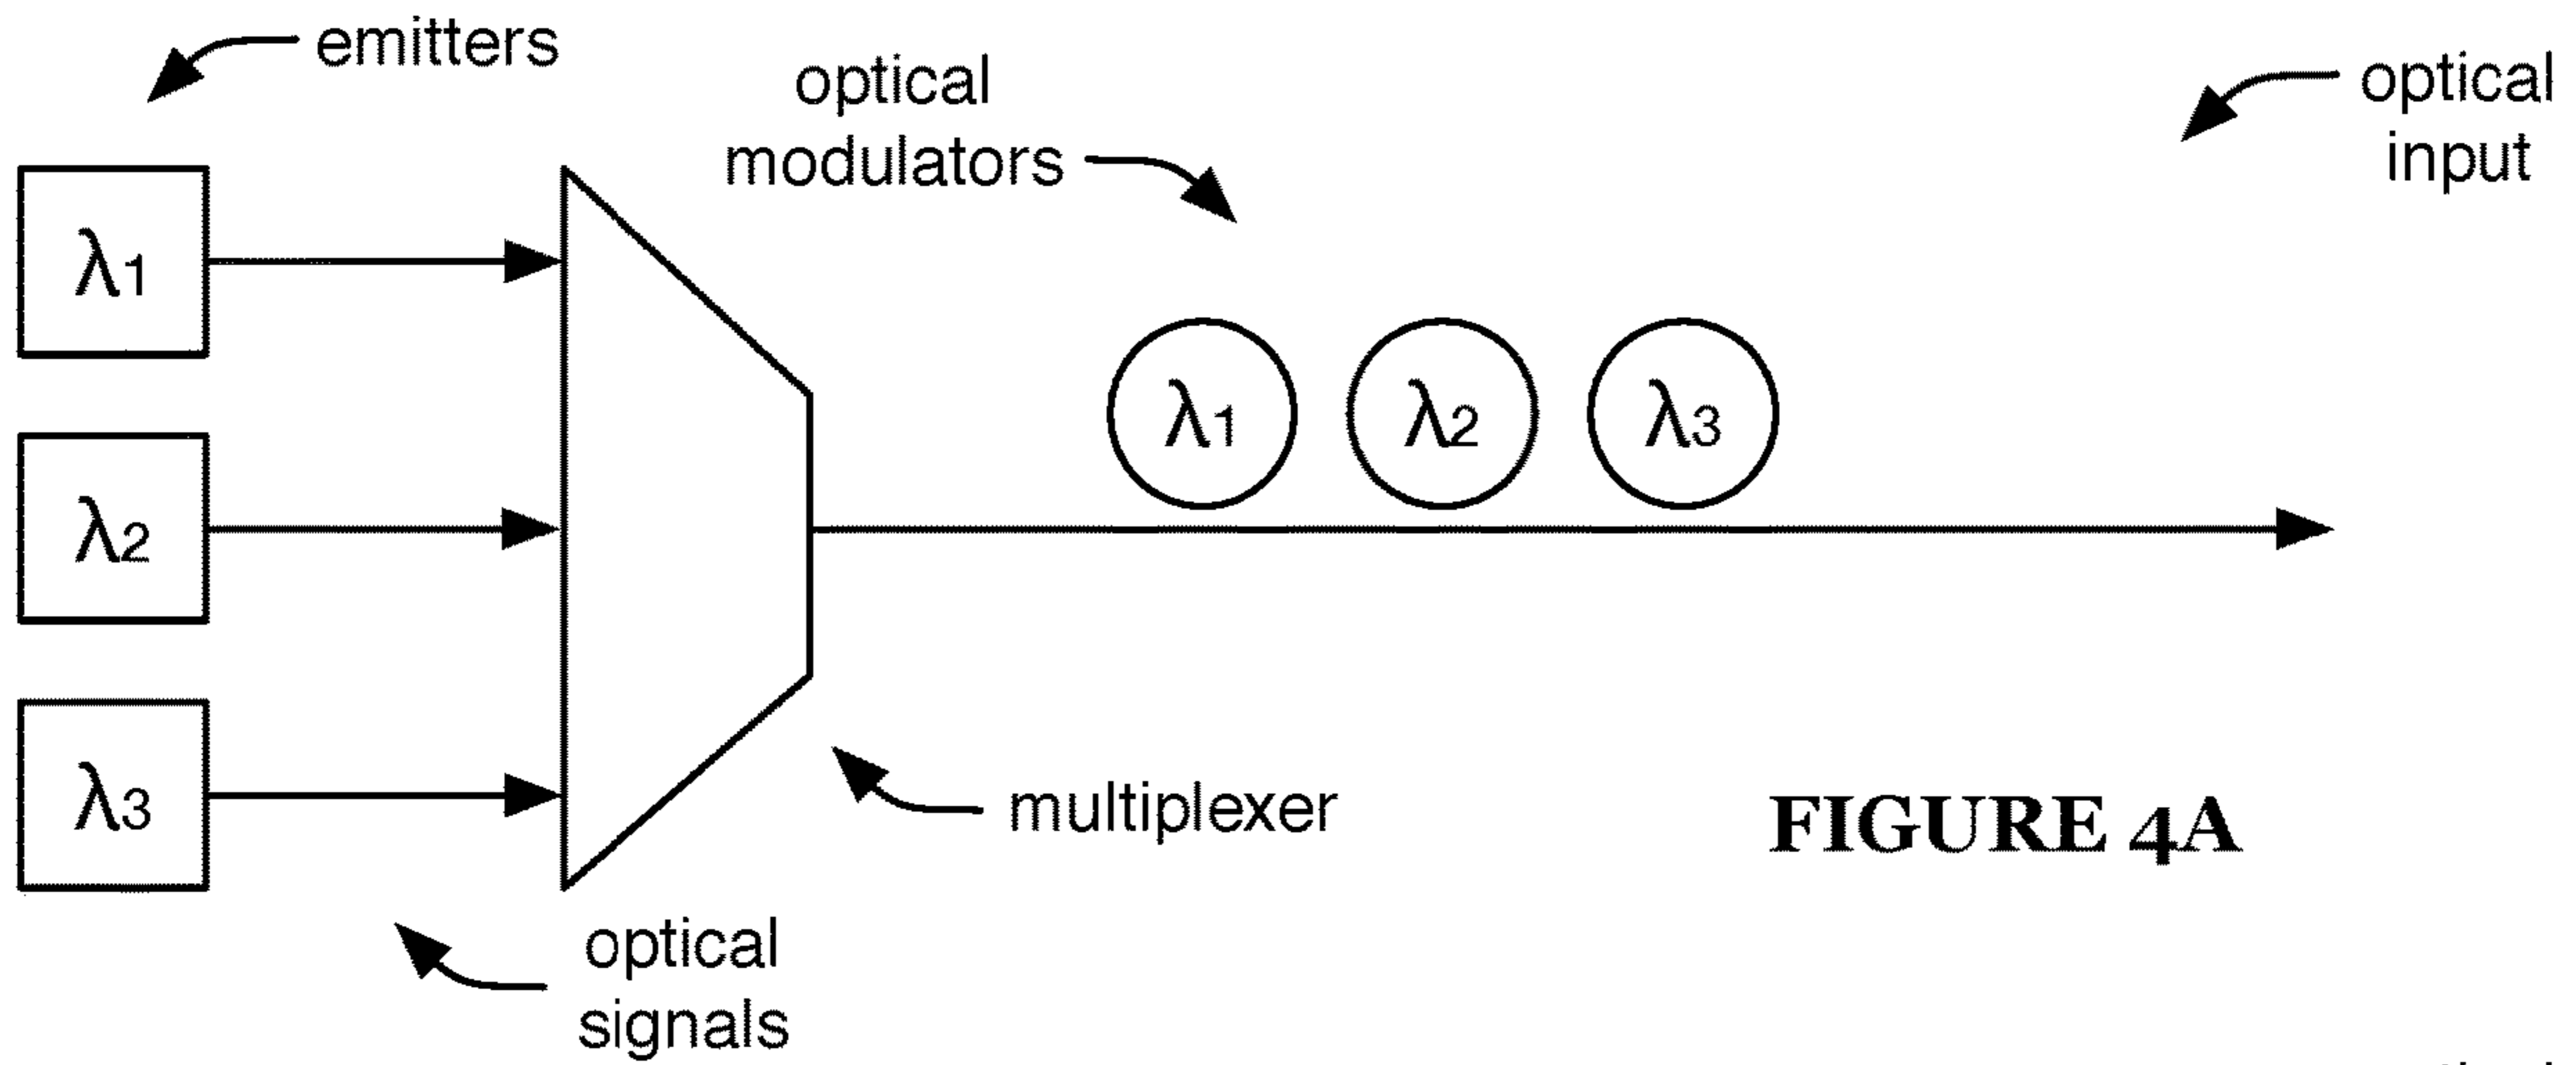 emitters
optical
modulators
optical
input
λ1
λ2
λ3
λ1
λ2
λ3
multiplexer
optical
signals
FIGURE 4A